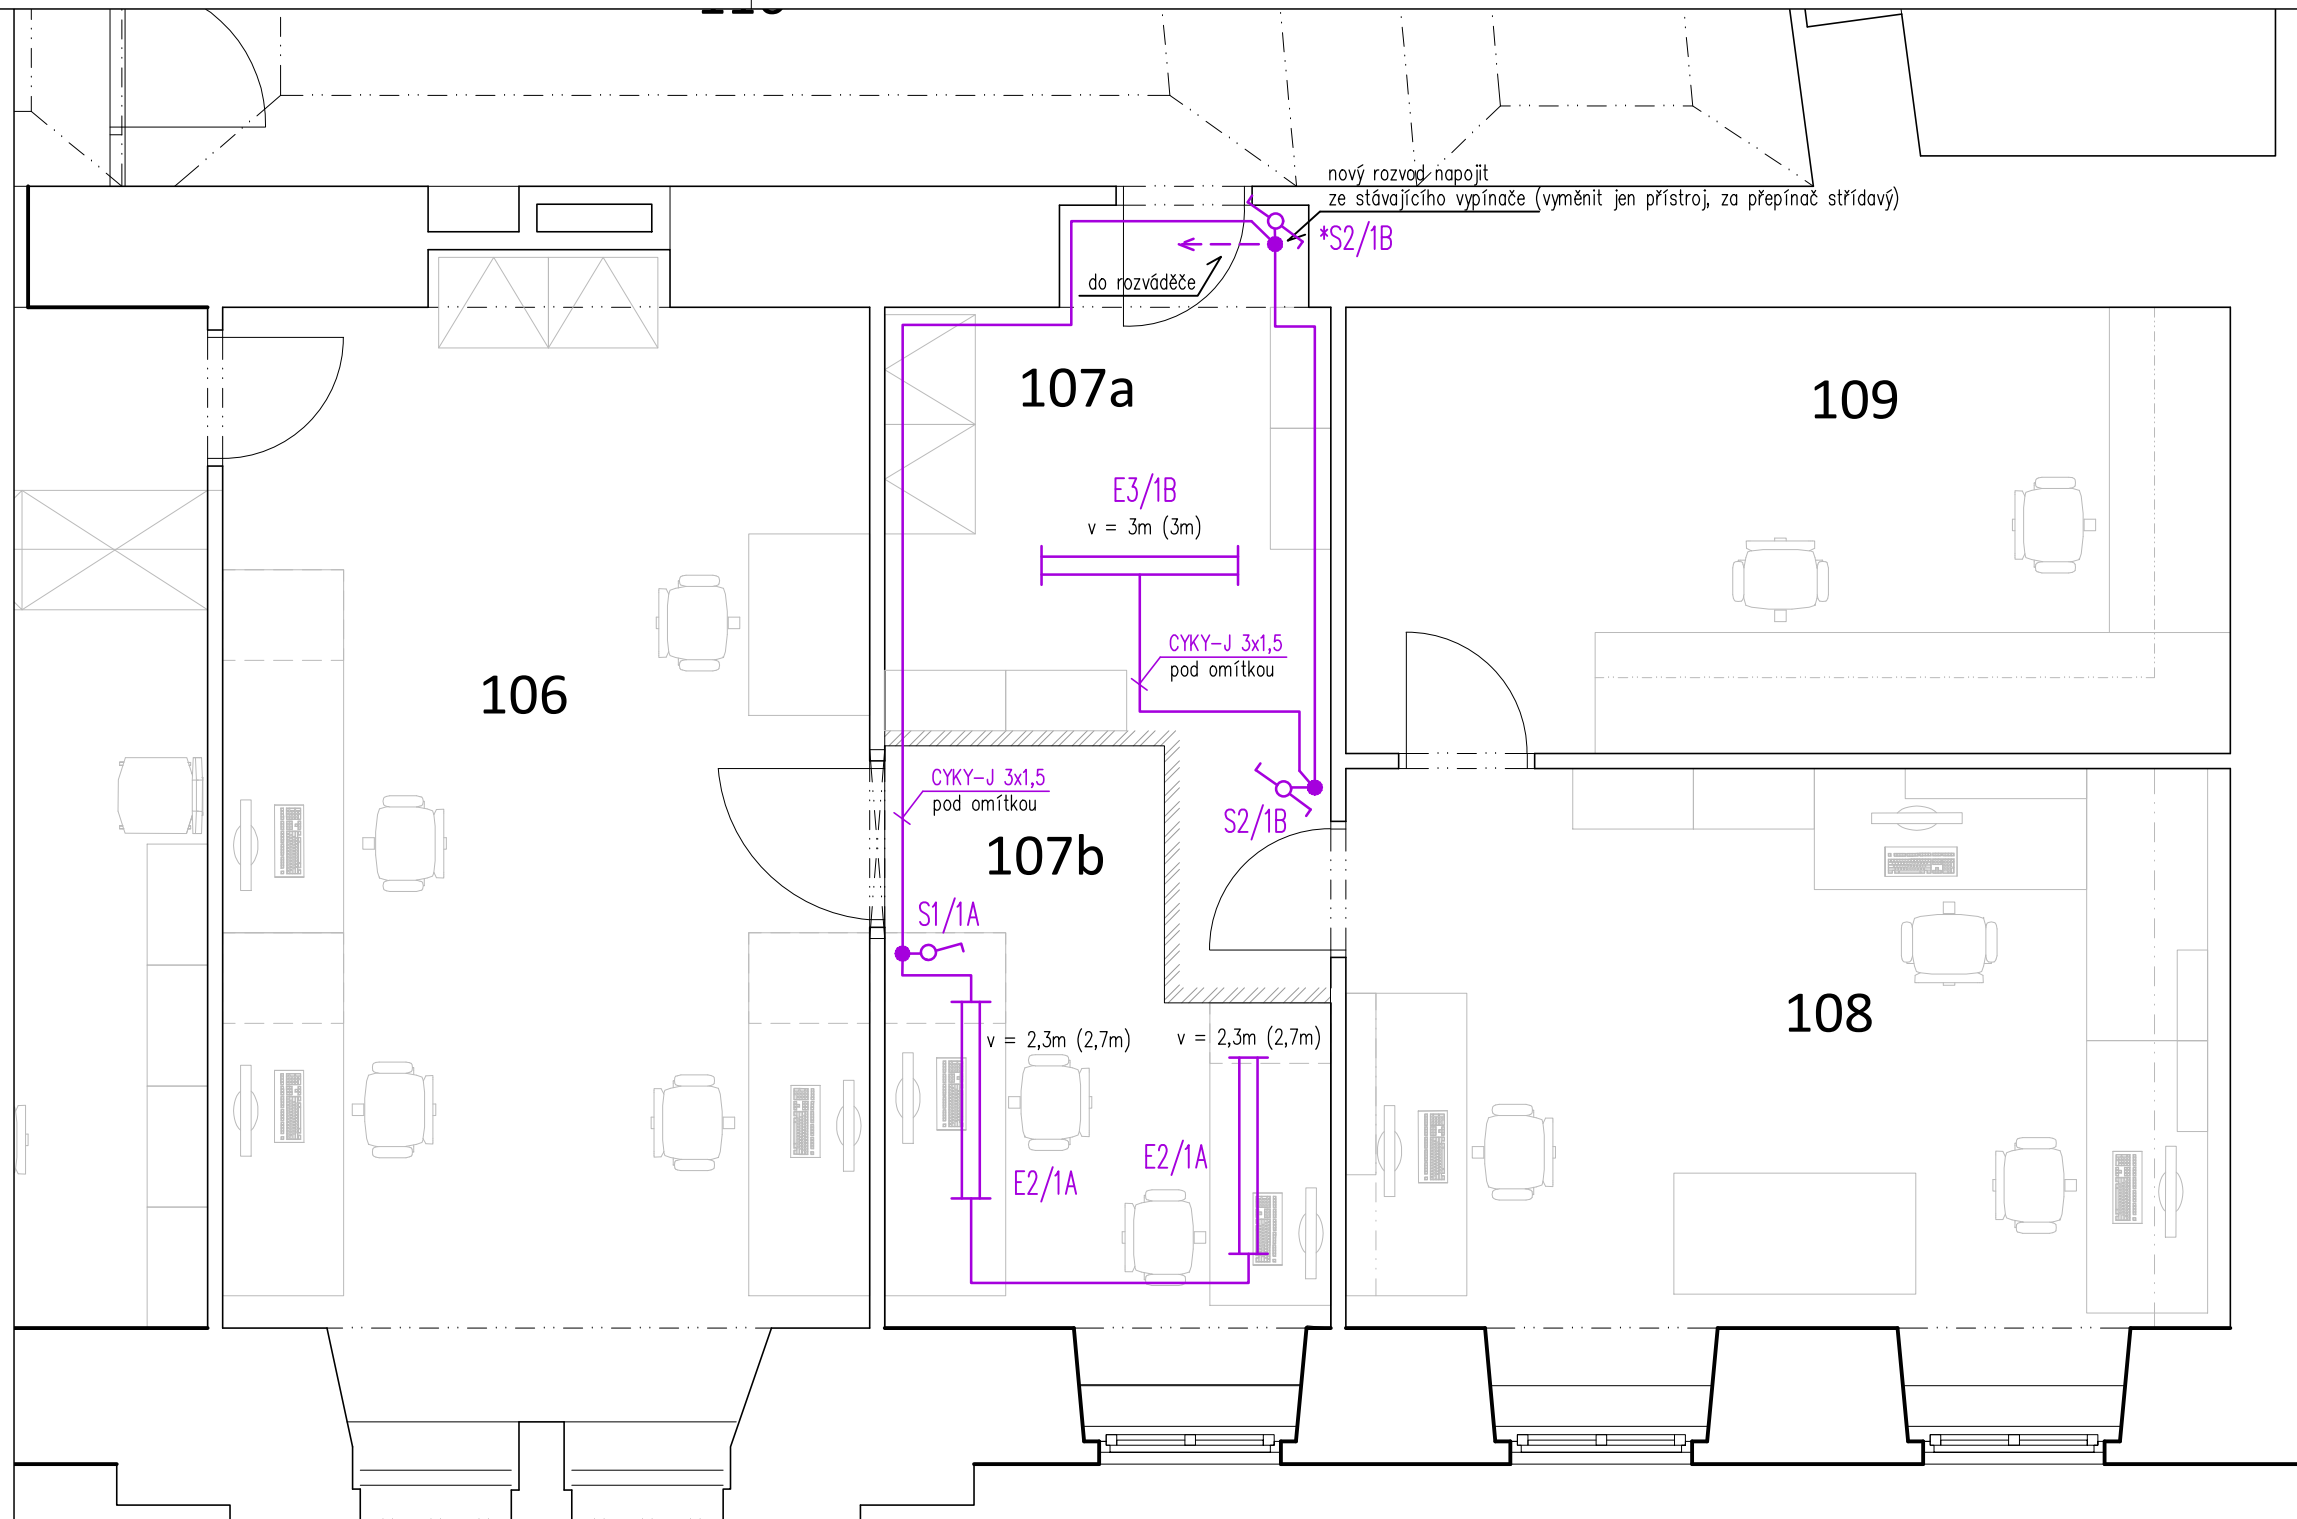 nový rozvod napojit
ze stávajícího vypínače (vyměnit jen přístroj, za přepínač střídavý)
*S2/1B
do rozváděče
107a
109
E3/1B
v = 3m (3m)
CYKY-J 3x1,5
pod omítkou
106
CYKY-J 3x1,5
pod omítkou
S2/1B
107b
S1/1A
108
v = 2,3m (2,7m)
v = 2,3m (2,7m)
E2/1A
E2/1A